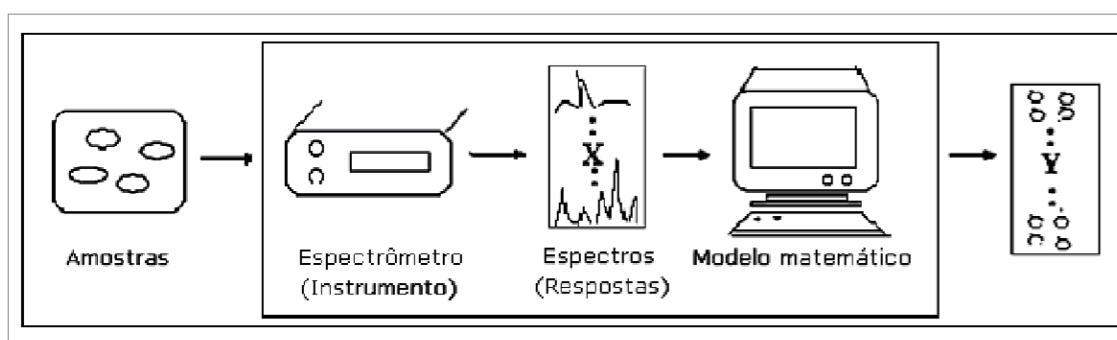 X
Y
Amostras
Espectrômetro
(Instrumento)
Espectros
(Respostas)
Modelo matemático